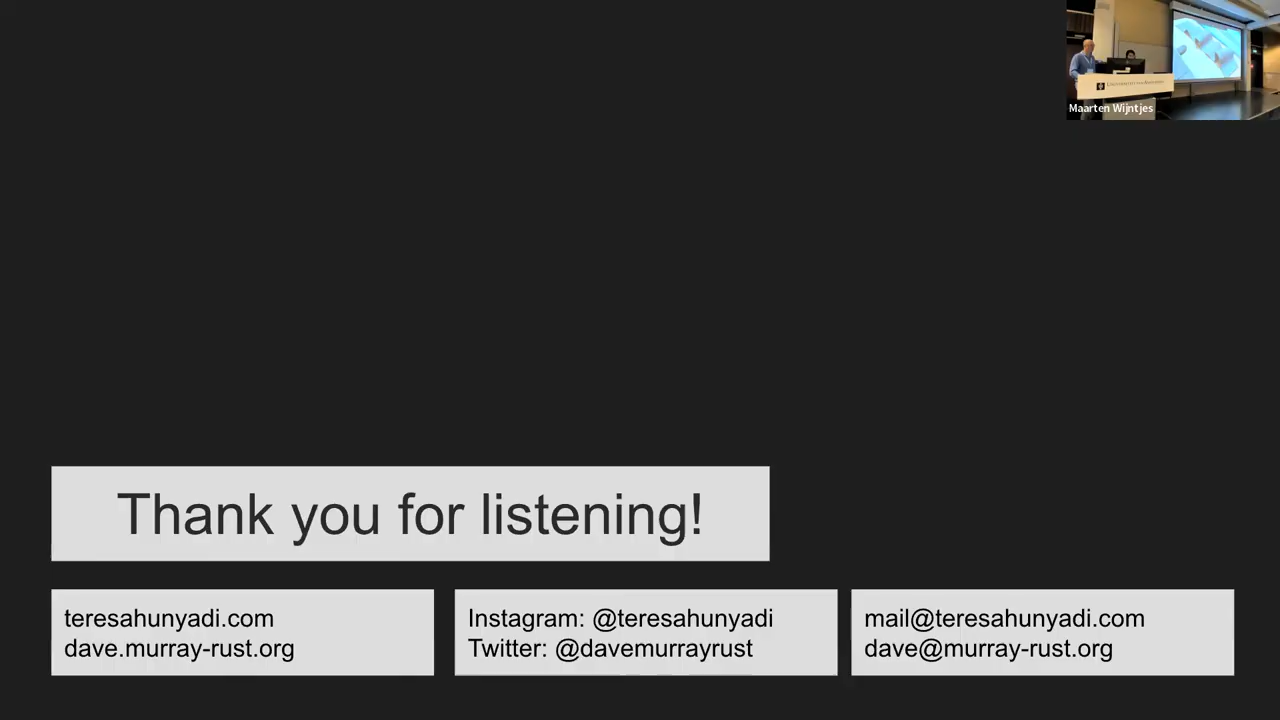 Maarten Wijntjes
Thank you for listening!
teresahunyadi.com
dave.murray-rust.org
Instagram: @teresahunyadi
Twitter: @davemurrayrust
mail@teresahunyadi.com
dave@murray-rust.org